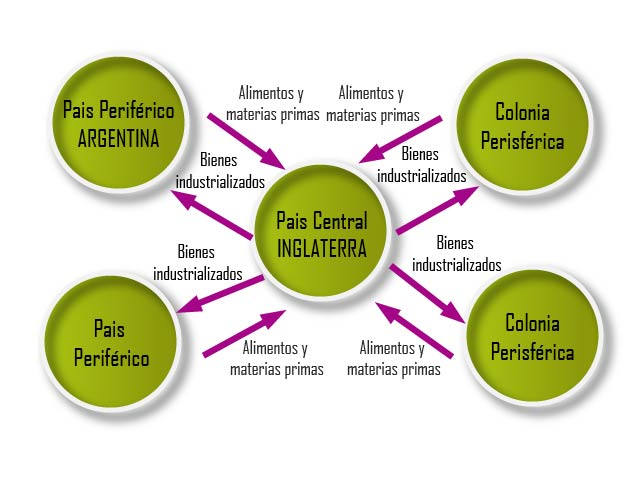 Pais Periférico
ARGENTINA
Alimentos y
materias primas
Alimentos y
materias primas
Colonia
Perisférica
Bienes
industrializados
Bienes
industrializados
Pais Central
INGLATERRA
Bienes
industrializados
Bienes
industrializados
Pais
Periférico
Alimentos y
materias primas
Alimentos y
materias primas
Colonia
Perisférica